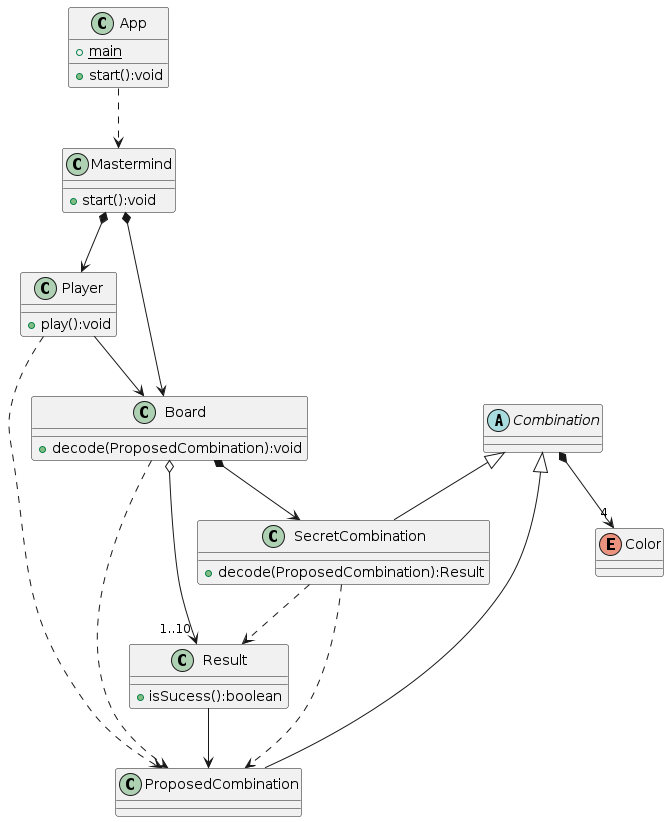 C App
main
start():void
C Mastermind
start():void
C Player
play():void
C Board
decode(ProposedCombination):void
A Combination
4
C SecretCombination
decode(ProposedCombination):Result
E Color
1..10
C Result
isSucess():boolean
C ProposedCombination